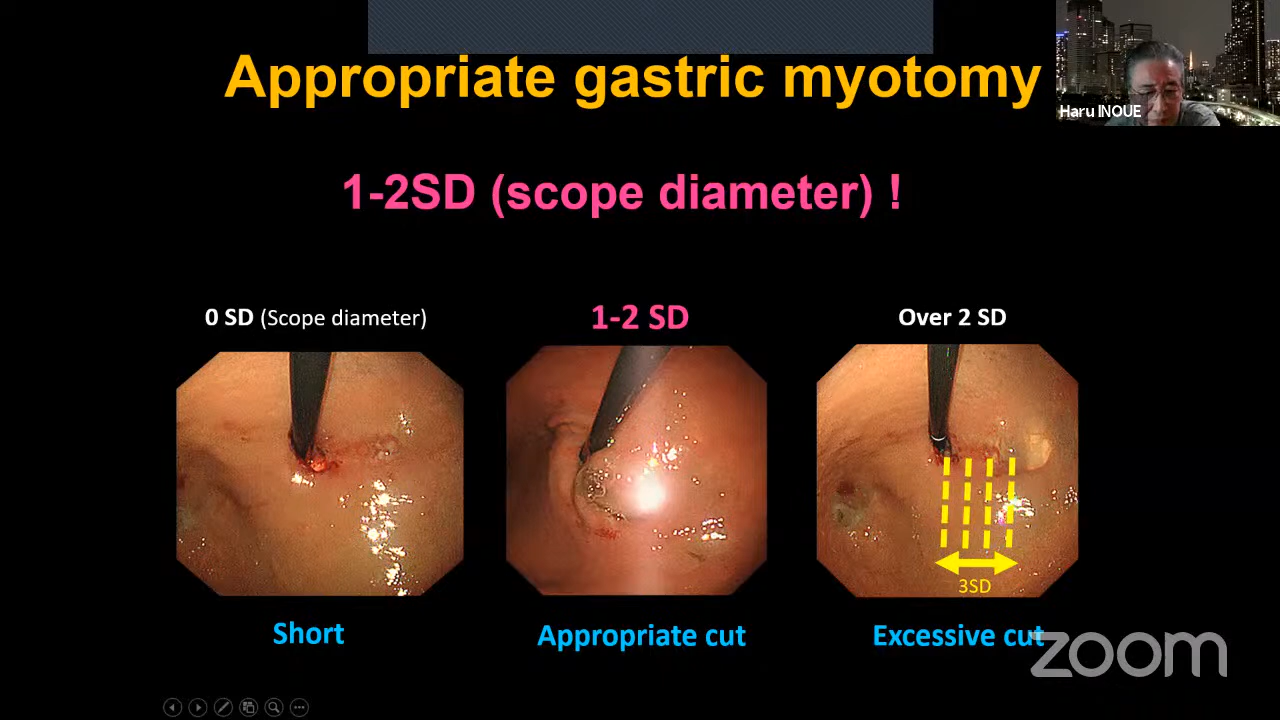 Appropriate gastric myotomy
Haru INOUE
1-2SD (scope diameter) !
0 SD (Scope diameter)
1-2 SD
Over 2 SD
3SD
Short
Appropriate cut
Excessive cut
zoom